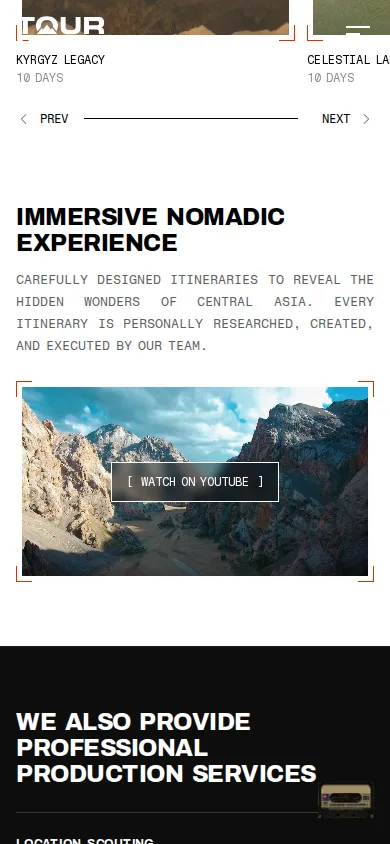 TOUR
KYRGYZ LEGACY
CELESTIAL LA
10 DAYS
10 DAYS
PREV
NEXT
IMMERSIVE NOMADIC
EXPERIENCE
CAREFULLY DESIGNED ITINERARIES TO REVEAL THE
HIDDEN WONDERS OF CENTRAL ASIA. EVERY
ITINERARY IS PERSONALLY RESEARCHED, CREATED,
AND EXECUTED BY OUR TEAM.
[ WATCH ON YOUTUBE ]
WE ALSO PROVIDE
PROFESSIONAL
PRODUCTION SERVICES
LOCATION SCOUTING